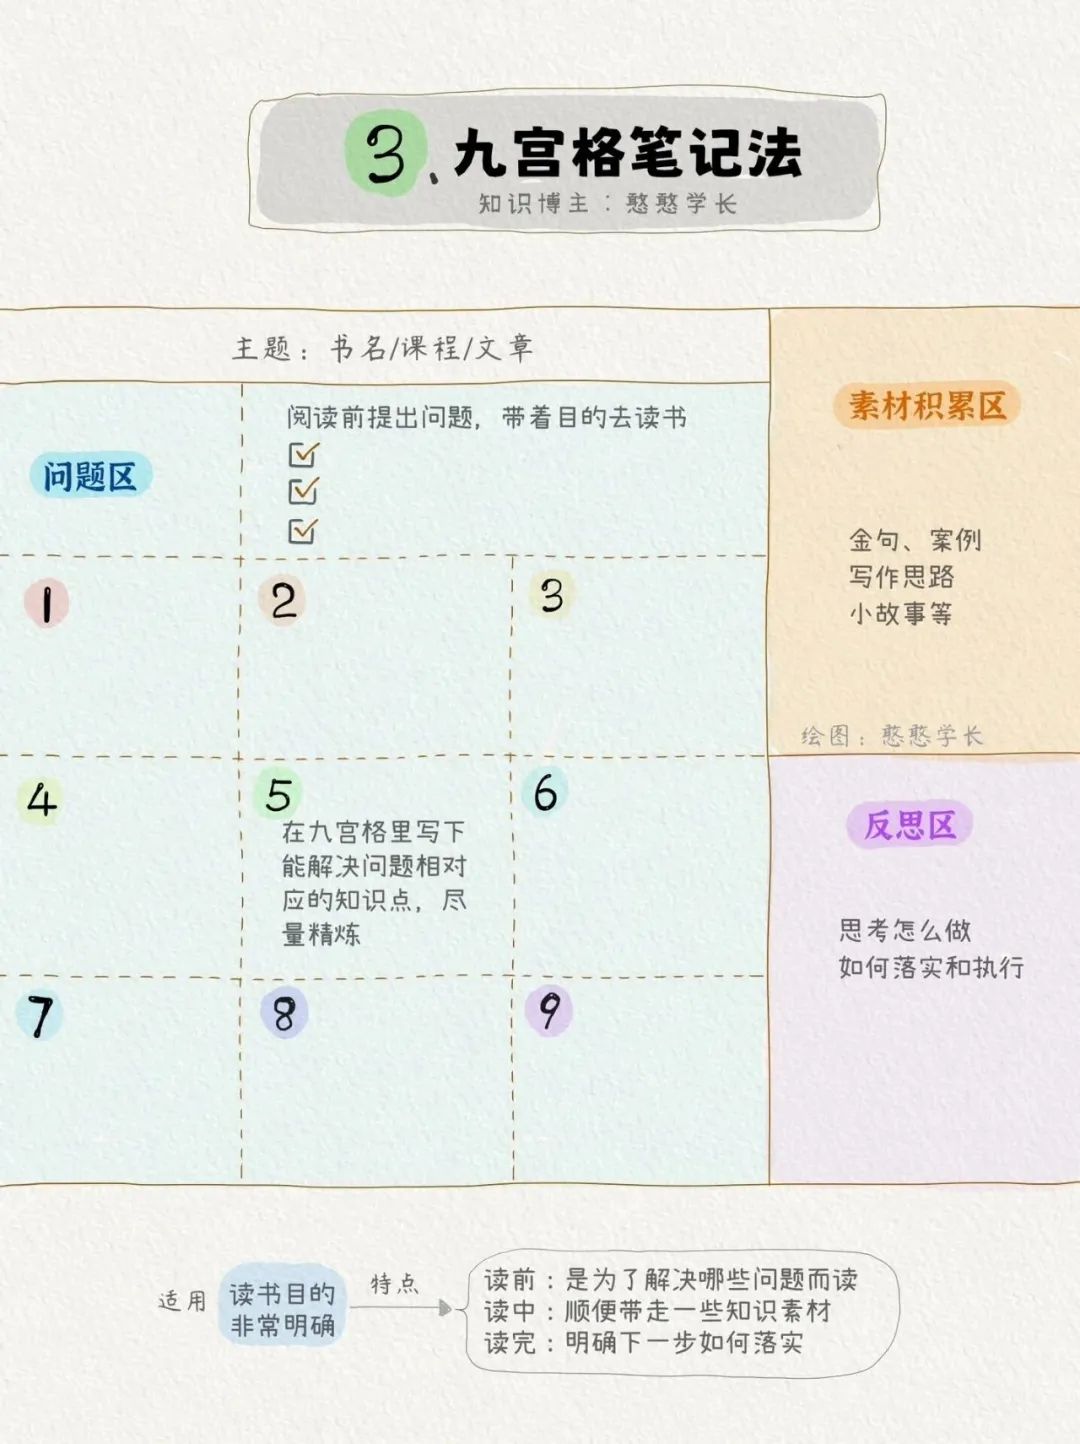 3、九宫格笔记法
知识博主：憨憨学长
主题：书名/课程/文章
问题区
阅读前提出问题，带着目的去读书
1
2
3
4
5
在九宫格里写下
能解决问题相对
应的知识点，尽
量精炼
6
7
8
9
素材积累区
金句、案例
写作思路
小故事等
绘图：憨憨学长
反思区
思考怎么做
如何落实和执行
适用
读书目的
非常明确
特点
读前：是为了解决哪些问题而读
读中：顺便带走一些知识素材
读完：明确下一步如何落实